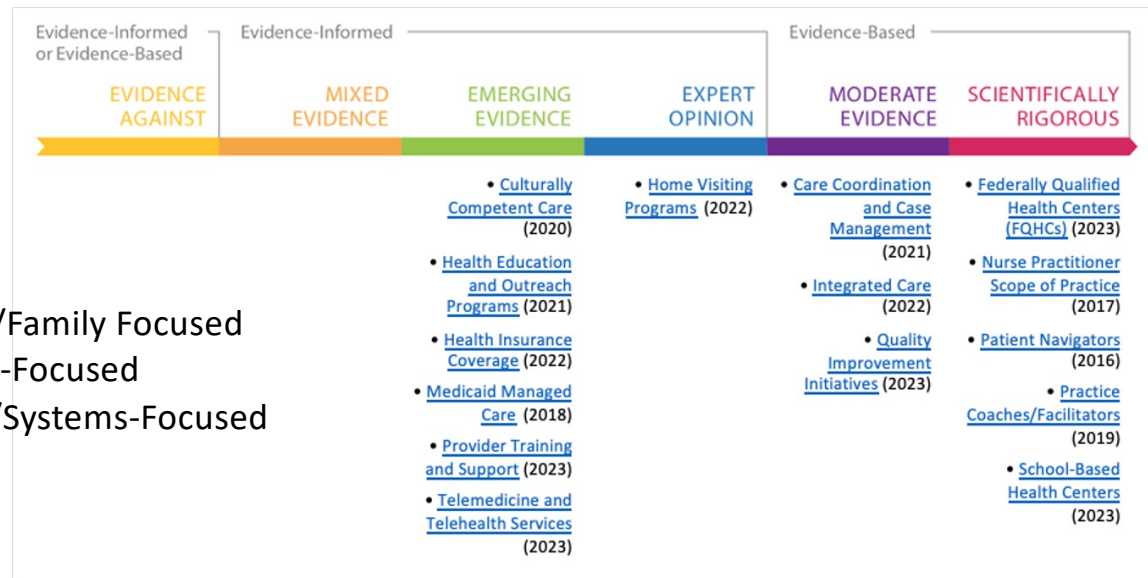 Evidence-Informed
or Evidence-Based
Evidence-Informed
Evidence-Based
EVIDENCE
AGAINST
MIXED
EVIDENCE
EMERGING
EVIDENCE
EXPERT
OPINION
MODERATE
EVIDENCE
SCIENTIFICALLY
RIGOROUS
/Family Focused
-Focused
/Systems-Focused
• Culturally
Competent Care
(2020)
• Health Education
and Outreach
Programs (2021)
• Health Insurance
Coverage (2022)
• Medicaid Managed
Care (2018)
• Provider Training
and Support (2023)
• Telemedicine and
Telehealth Services
(2023)
• Home Visiting
Programs (2022)
• Care Coordination
and Case
Management
(2021)
• Integrated Care
(2022)
• Quality
Improvement
Initiatives (2023)
• Federally Qualified
Health Centers
(FQHCs) (2023)
• Nurse Practitioner
Scope of Practice
(2017)
• Patient Navigators
(2016)
• Practice
Coaches/Facilitators
(2019)
• School-Based
Health Centers
(2023)